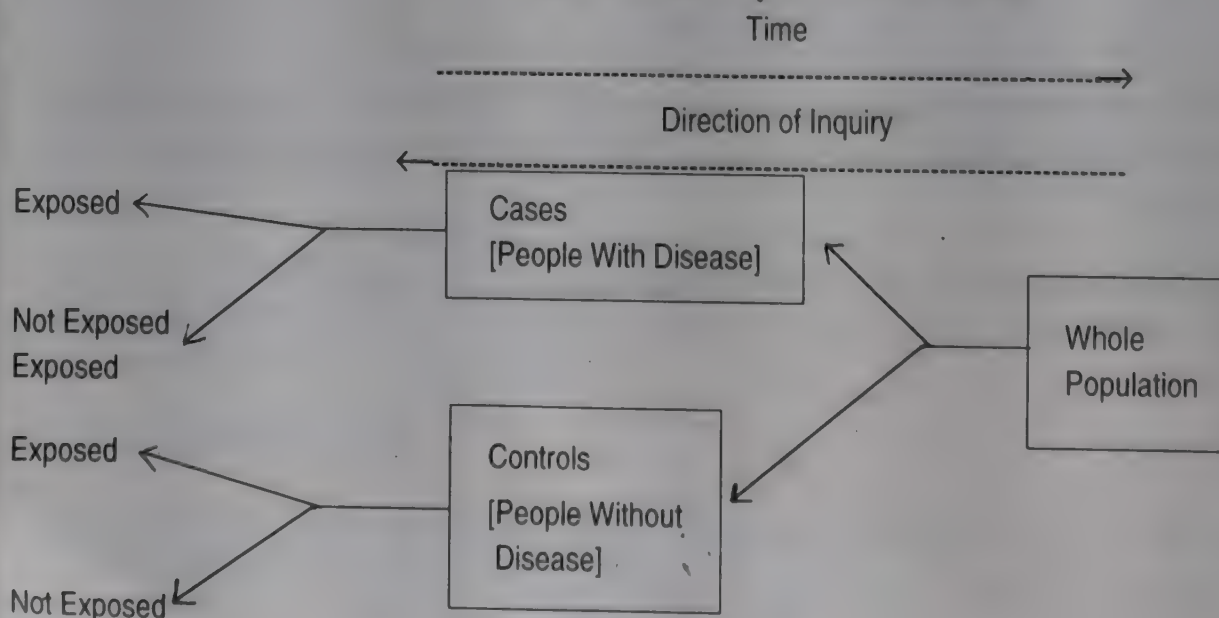 Time
Direction of Inquiry
Exposed
Cases
[People With Disease]
Not Exposed
Exposed
Whole
Population
Exposed
Controls
[People Without
Disease]
Not Exposed